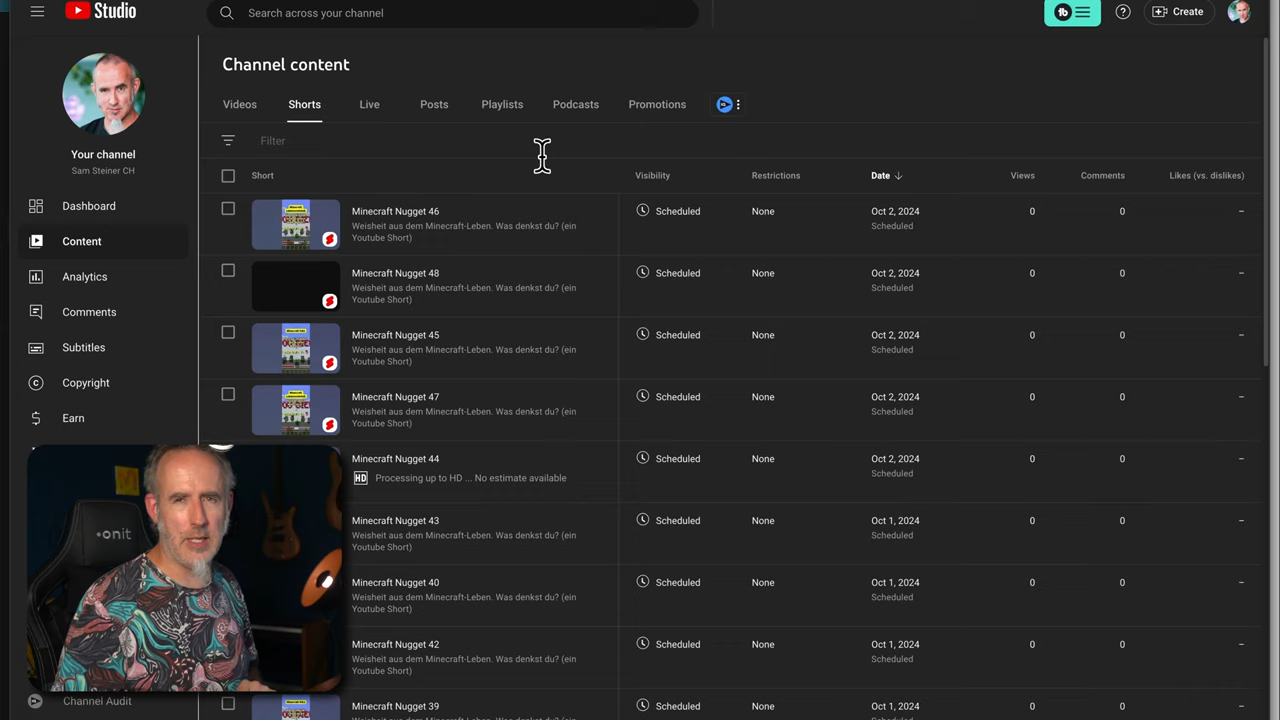 Studio
Search across your channel
tb
Create
Channel content
Videos
Shorts
Live
Posts
Playlists
Podcasts
Promotions
Your channel
Sam Steiner CH
Filter
Short
Visibility
Restrictions
Date
Views
Comments
Likes (vs. dislikes)
Dashboard
Content
Analytics
Comments
Subtitles
Copyright
Earn
Channel Audit
Minecraft Nugget 46
Weisheit aus dem Minecraft-Leben. Was denkst du? (ein
Youtube Short)
Scheduled
None
Oct 2, 2024
Scheduled
0
0
–
Minecraft Nugget 48
Weisheit aus dem Minecraft-Leben. Was denkst du? (ein
Youtube Short)
Scheduled
None
Oct 2, 2024
Scheduled
0
0
–
Minecraft Nugget 45
Weisheit aus dem Minecraft-Leben. Was denkst du? (ein
Youtube Short)
Scheduled
None
Oct 2, 2024
Scheduled
0
0
–
Minecraft Nugget 47
Weisheit aus dem Minecraft-Leben. Was denkst du? (ein
Youtube Short)
Scheduled
None
Oct 2, 2024
Scheduled
0
0
–
Minecraft Nugget 44
HD Processing up to HD ... No estimate available
Scheduled
None
Oct 2, 2024
Scheduled
0
0
–
Minecraft Nugget 43
Weisheit aus dem Minecraft-Leben. Was denkst du? (ein
Youtube Short)
Scheduled
None
Oct 1, 2024
Scheduled
0
0
–
Minecraft Nugget 40
Weisheit aus dem Minecraft-Leben. Was denkst du? (ein
Youtube Short)
Scheduled
None
Oct 1, 2024
Scheduled
0
0
–
Minecraft Nugget 42
Weisheit aus dem Minecraft-Leben. Was denkst du? (ein
Youtube Short)
Scheduled
None
Oct 1, 2024
Scheduled
0
0
–
Minecraft Nugget 39
Scheduled
None
Oct 1, 2024
0
0
–
onit